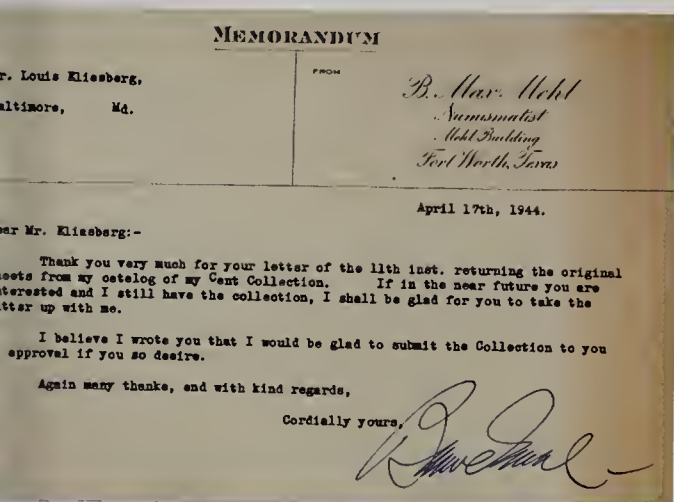 MEMORANDUM
r. Louis Eliasberg,
altimore, Md.
FROM
B. Max Mehl
Numismatist
Mehl Building
Fort Worth, Texas
April 17th, 1944.
ear Mr. Eliasberg:-
Thank you very much for your letter of the 11th inst. returning the original
eets from my catalog of my Cent Collection. If in the near future you are
terested and I still have the collection, I shall be glad for you to take the
tter up with me.
I believe I wrote you that I would be glad to submit the Collection to you
approval if you so desire.
Again many thanks, and with kind regards,
Cordially yours,